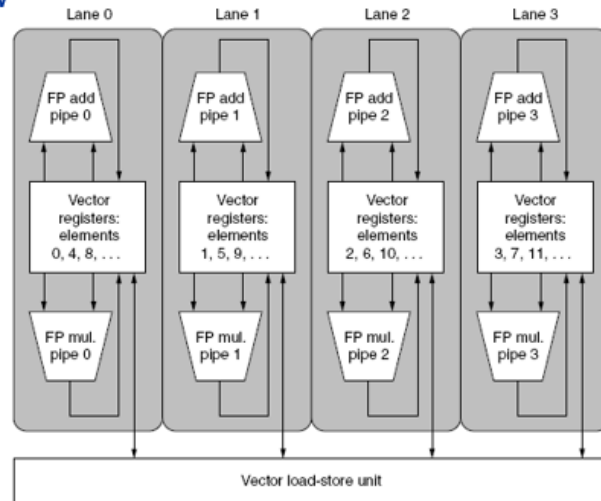 Lane 0
Lane 1
Lane 2
Lane 3
FP add
pipe 0
FP add
pipe 1
FP add
pipe 2
FP add
pipe 3
Vector
registers:
elements
0, 4, 8, . . .
Vector
registers:
elements
1, 5, 9, . . .
Vector
registers:
elements
2, 6, 10, . . .
Vector
registers:
elements
3, 7, 11, . . .
FP mul.
pipe 0
FP mul.
pipe 1
FP mul.
pipe 2
FP mul.
pipe 3
Vector load-store unit